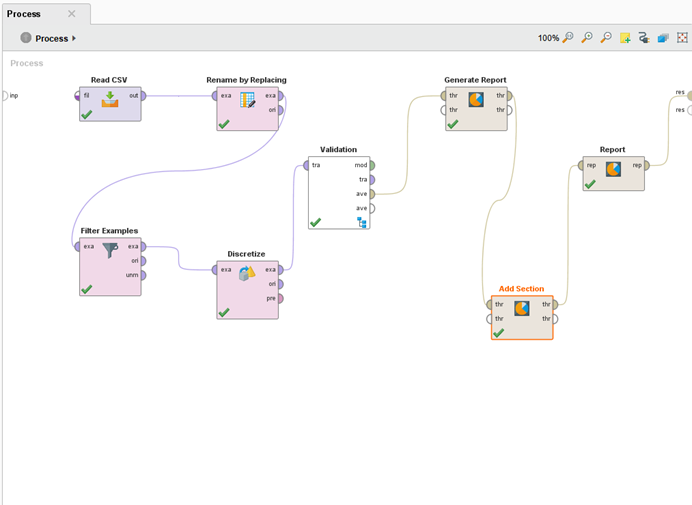 Process
Process
100%
Process
inp
Read CSV
fil out
Rename by Replacing
exa exa
ori
Generate Report
thr thr
thr thr
res
res
Validation
tra mod
tra
ave
ave
Report
rep rep
Filter Examples
exa exa
ori
unm
Discretize
exa exa
ori
pre
Add Section
thr thr
thr thr